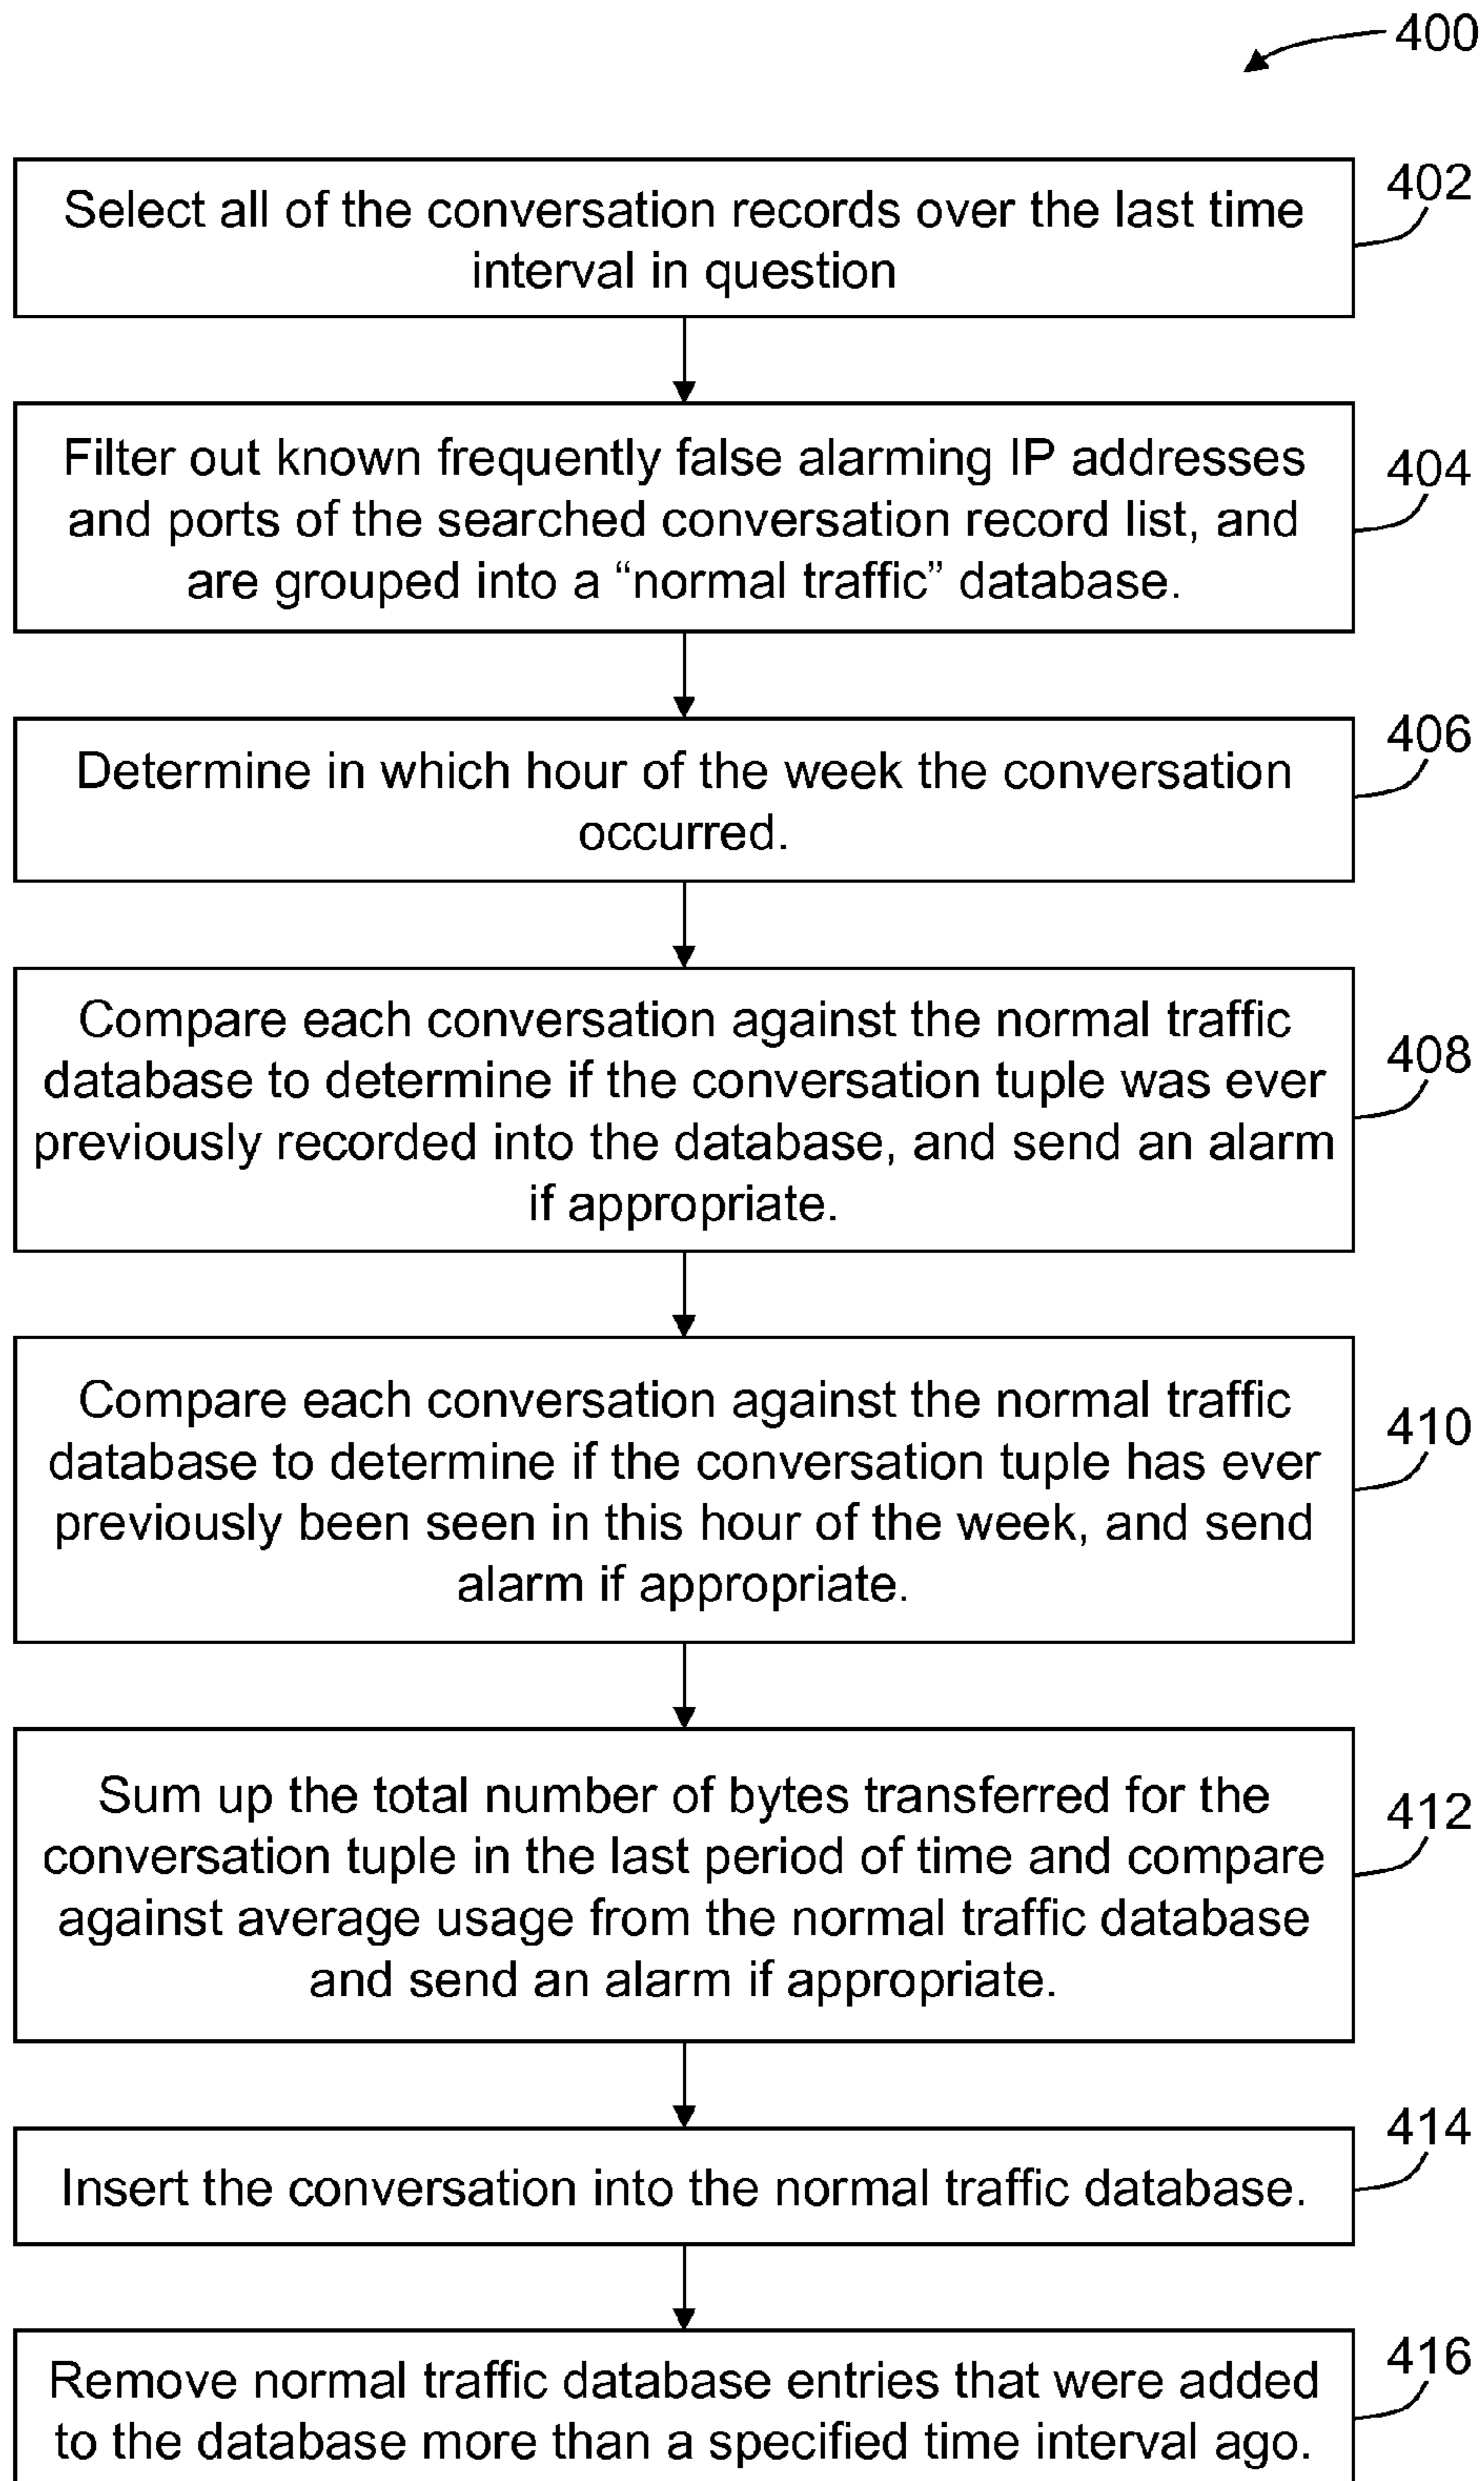 400
402
Select all of the conversation records over the last time
interval in question
404
Filter out known frequently false alarming IP addresses
and ports of the searched conversation record list, and
are grouped into a “normal traffic” database.
406
Determine in which hour of the week the conversation
occurred.
408
Compare each conversation against the normal traffic
database to determine if the conversation tuple was ever
previously recorded into the database, and send an alarm
if appropriate.
410
Compare each conversation against the normal traffic
database to determine if the conversation tuple has ever
previously been seen in this hour of the week, and send
alarm if appropriate.
412
Sum up the total number of bytes transferred for the
conversation tuple in the last period of time and compare
against average usage from the normal traffic database
and send an alarm if appropriate.
414
Insert the conversation into the normal traffic database.
416
Remove normal traffic database entries that were added
to the database more than a specified time interval ago.